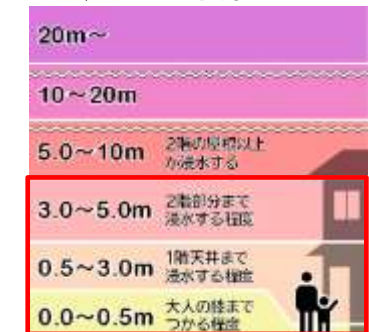 20m～
10～20m
5.0～10m 2階の屋根以上
が浸水する
3.0～5.0m 2階部分まで
浸水する程度
0.5～3.0m 1階天井まで
浸水する程度
0.0～0.5m 大人の膝まで
つかる程度